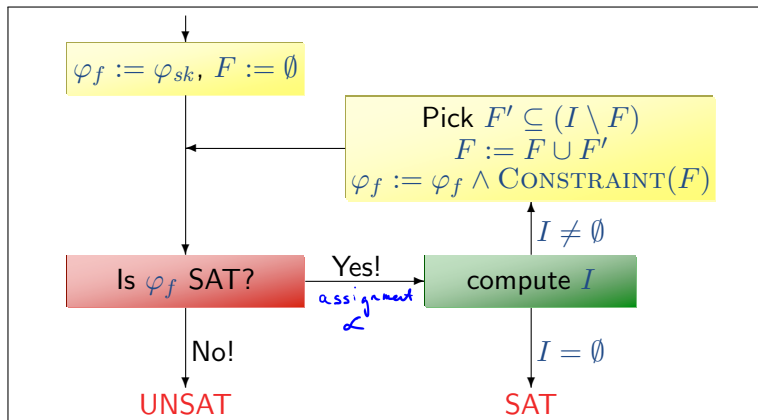 φ_f := φ_sk, F := ∅
Pick F′ ⊆ (I \ F)
F := F ∪ F′
φ_f := φ_f ∧ CONSTRAINT(F)
I ≠ ∅
Is φ_f SAT?
Yes!
assignment
α
compute I
No!
I = ∅
UNSAT
SAT